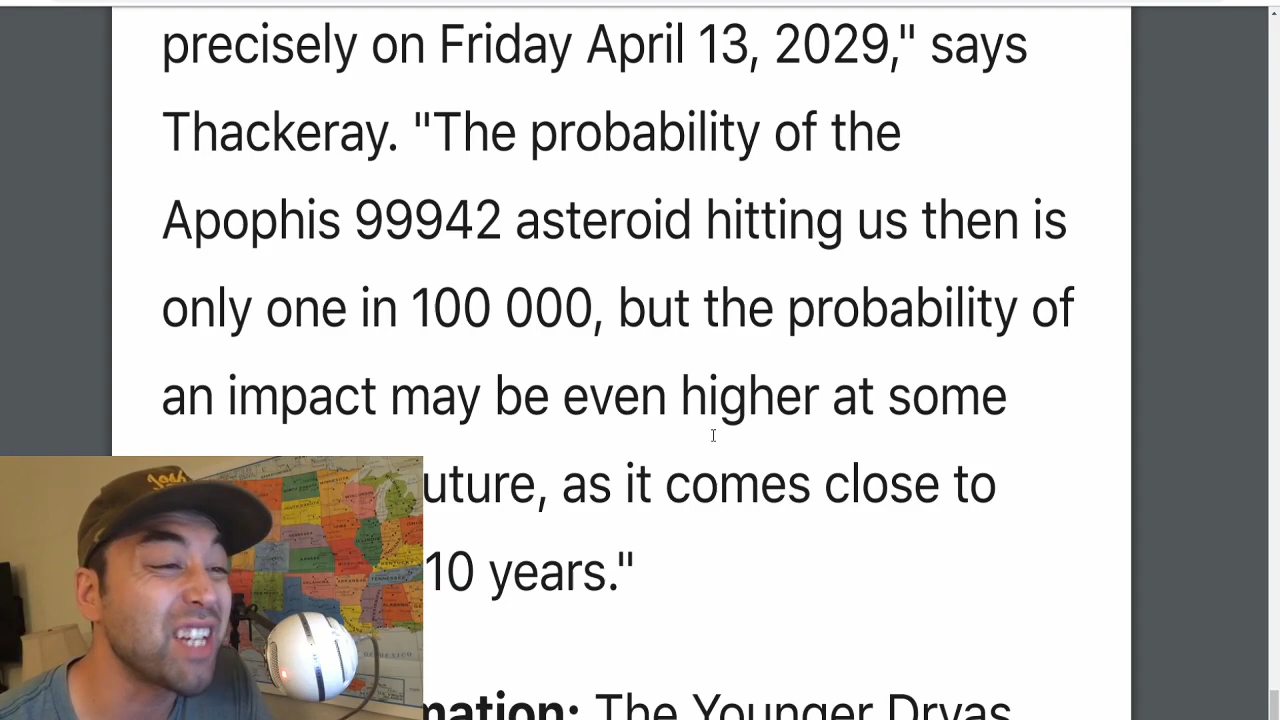 precisely on Friday April 13, 2029," says
Thackeray. "The probability of the
Apophis 99942 asteroid hitting us then is
only one in 100 000, but the probability of
an impact may be even higher at some
uture, as it comes close to
10 years."
mation: The Younger Dryas